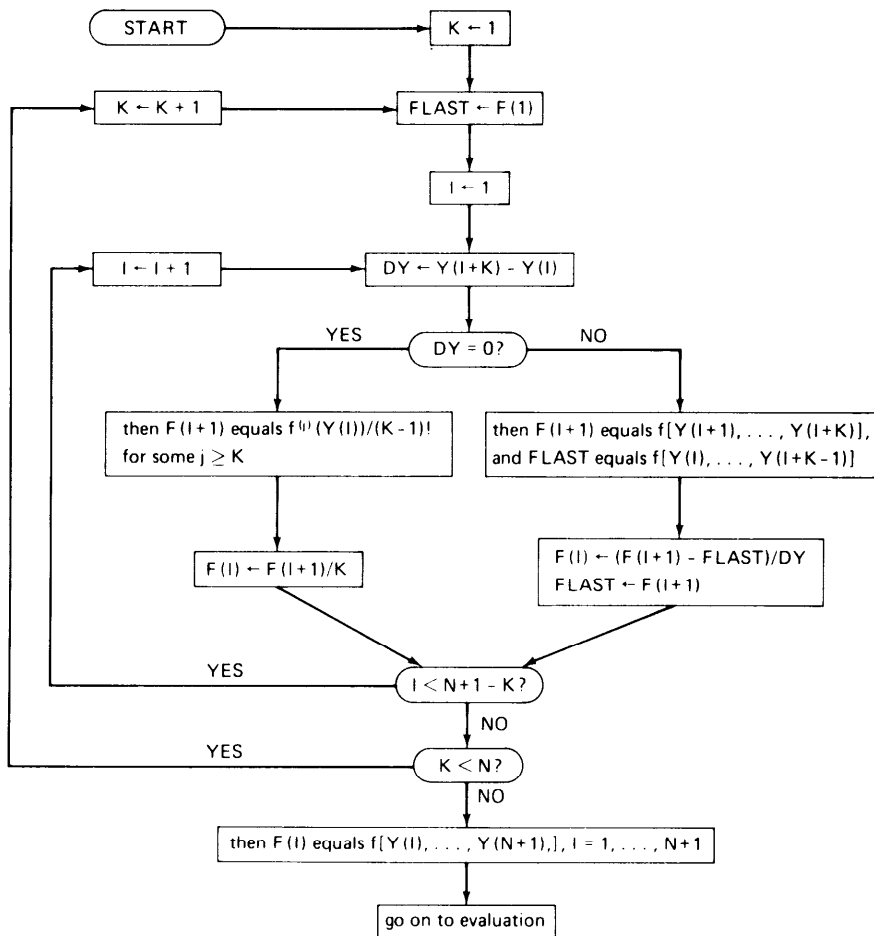 START
K ← 1
K ← K + 1
FLAST ← F(1)
I ← 1
I ← I + 1
DY ← Y(I+K) - Y(I)
YES
DY = 0?
NO
then F(I+1) equals f⁽ʲ⁾(Y(I))/(K-1)!
for some j ≥ K
then F(I+1) equals f[Y(I+1), . . . , Y(I+K)],
and FLAST equals f[Y(I), . . . , Y(I+K-1)]
F(I) ← F(I+1)/K
F(I) ← (F(I+1) - FLAST)/DY
FLAST ← F(I+1)
YES
I < N+1 - K?
NO
YES
K < N?
NO
then F(I) equals f[Y(I), . . . , Y(N+1),], I = 1, . . . , N+1
go on to evaluation